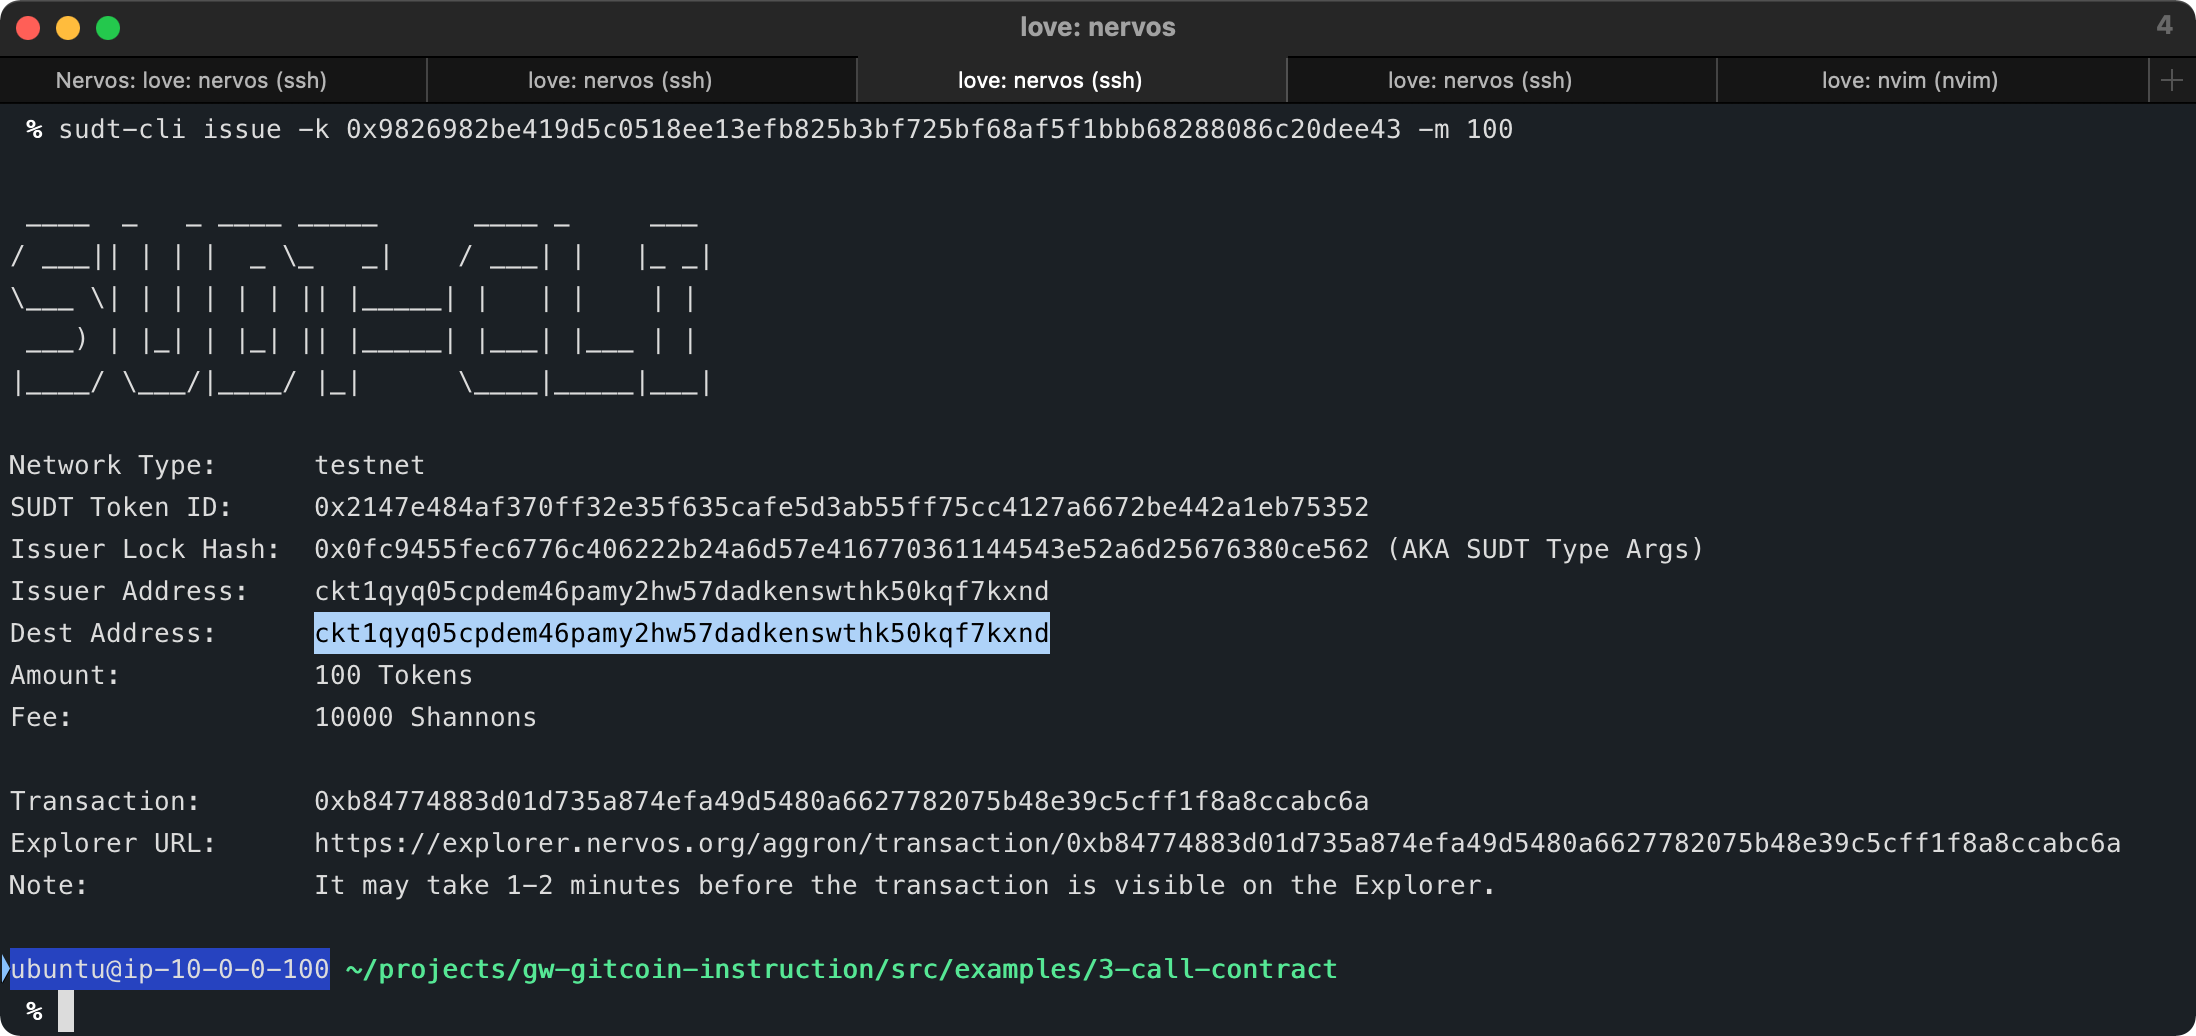 love: nervos
4
Nervos: love: nervos (ssh)
love: nervos (ssh)
love: nervos (ssh)
love: nervos (ssh)
love: nvim (nvim)
% sudt-cli issue -k 0x9826982be419d5c0518ee13efb825b3bf725bf68af5f1bbb68288086c20dee43 -m 100
SUDT-CLI
Network Type: testnet
SUDT Token ID: 0x2147e484af370ff32e35f635cafe5d3ab55ff75cc4127a6672be442a1eb75352
Issuer Lock Hash: 0x0fc9455fec6776c406222b24a6d57e416770361144543e52a6d25676380ce562 (AKA SUDT Type Args)
Issuer Address: ckt1qyq05cpdem46pamy2hw57dadkenswthk50kqf7kxnd
Dest Address: ckt1qyq05cpdem46pamy2hw57dadkenswthk50kqf7kxnd
Amount: 100 Tokens
Fee: 10000 Shannons
Transaction: 0xb84774883d01d735a874efa49d5480a6627782075b48e39c5cff1f8a8ccabc6a
Explorer URL: https://explorer.nervos.org/aggron/transaction/0xb84774883d01d735a874efa49d5480a6627782075b48e39c5cff1f8a8ccabc6a
Note: It may take 1-2 minutes before the transaction is visible on the Explorer.
ubuntu@ip-10-0-0-100 ~/projects/gw-gitcoin-instruction/src/examples/3-call-contract
%